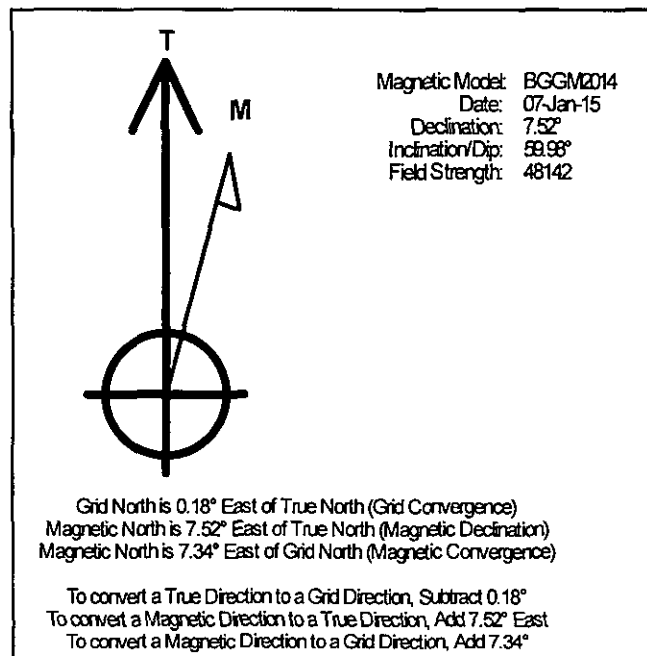 T
M
Magnetic Model: BGGM2014
Date: 07-Jan-15
Declination: 7.52°
Inclination/Dip: 59.98°
Field Strength: 48142
Grid North is 0.18° East of True North (Grid Convergence)
Magnetic North is 7.52° East of True North (Magnetic Declination)
Magnetic North is 7.34° East of Grid North (Magnetic Convergence)
To convert a True Direction to a Grid Direction, Subtract 0.18°
To convert a Magnetic Direction to a True Direction, Add 7.52° East
To convert a Magnetic Direction to a Grid Direction, Add 7.34°